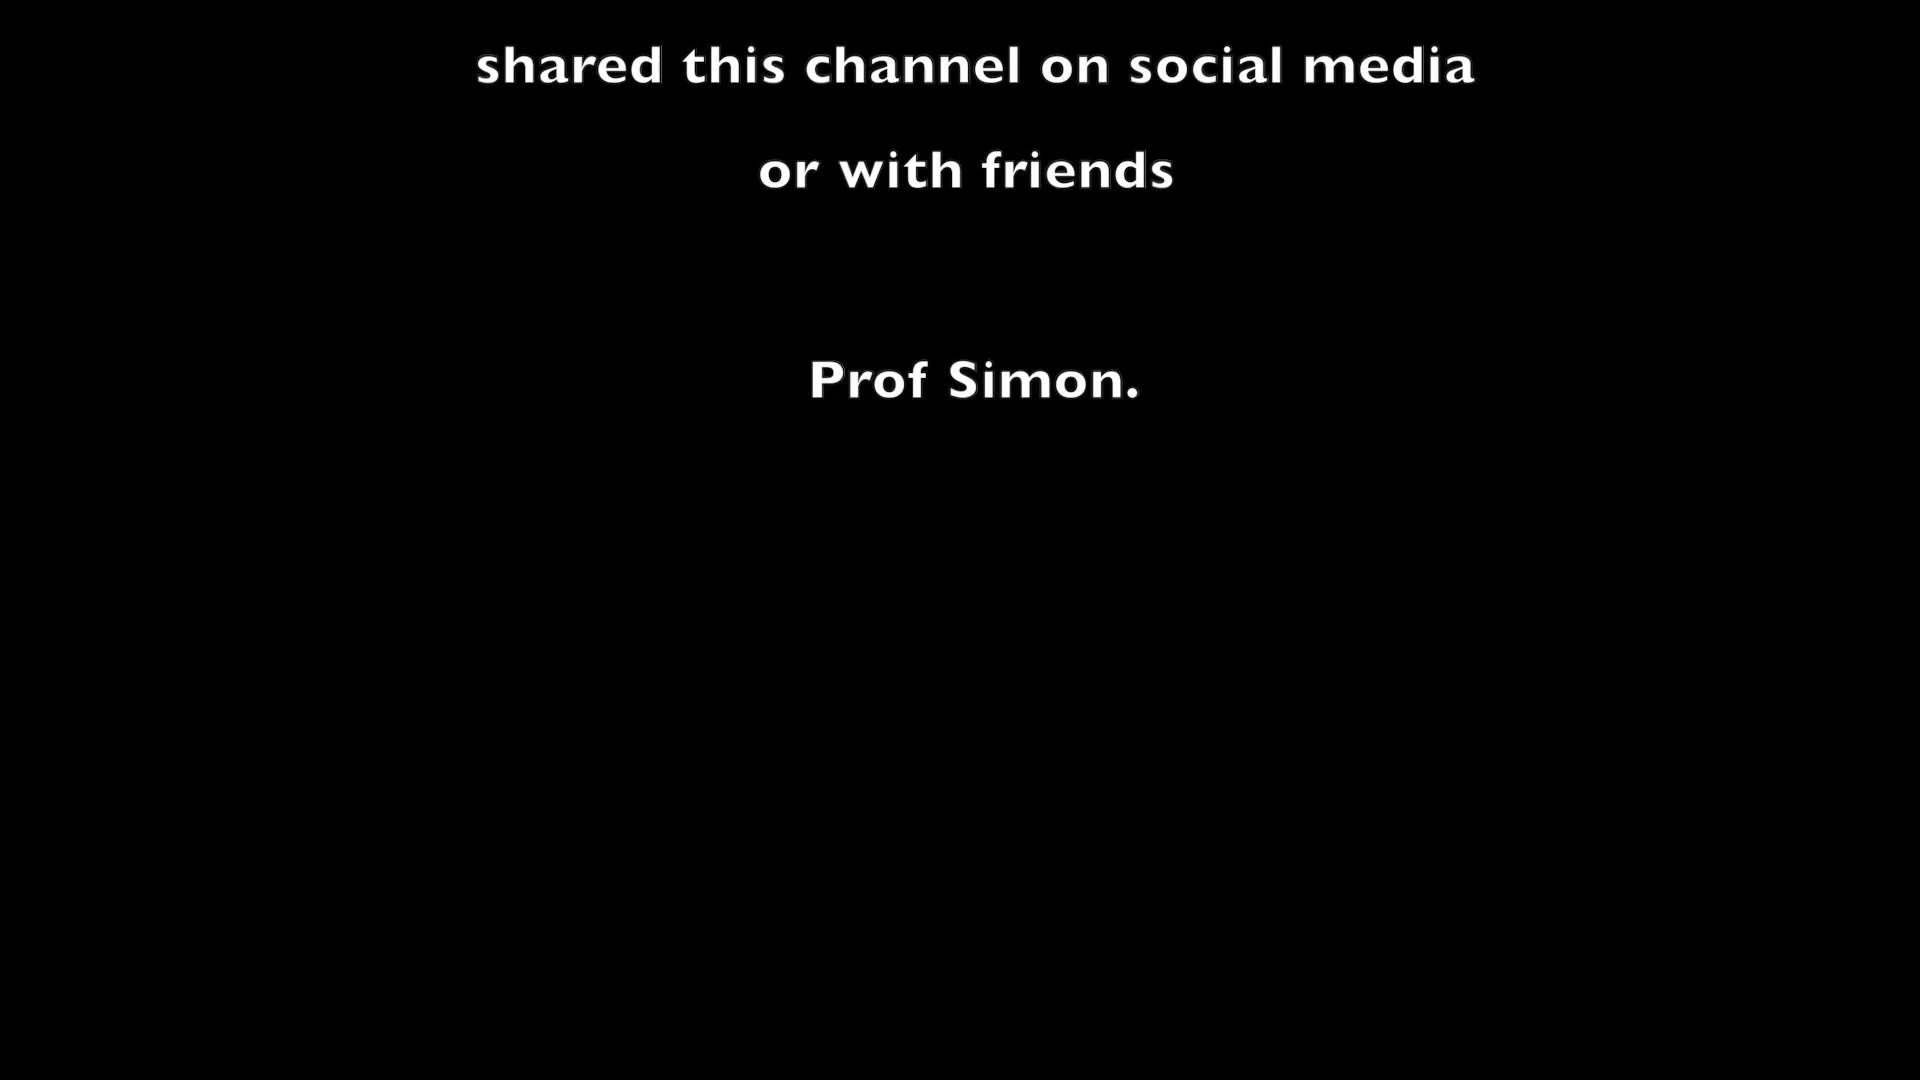 shared this channel on social media
or with friends
Prof Simon.